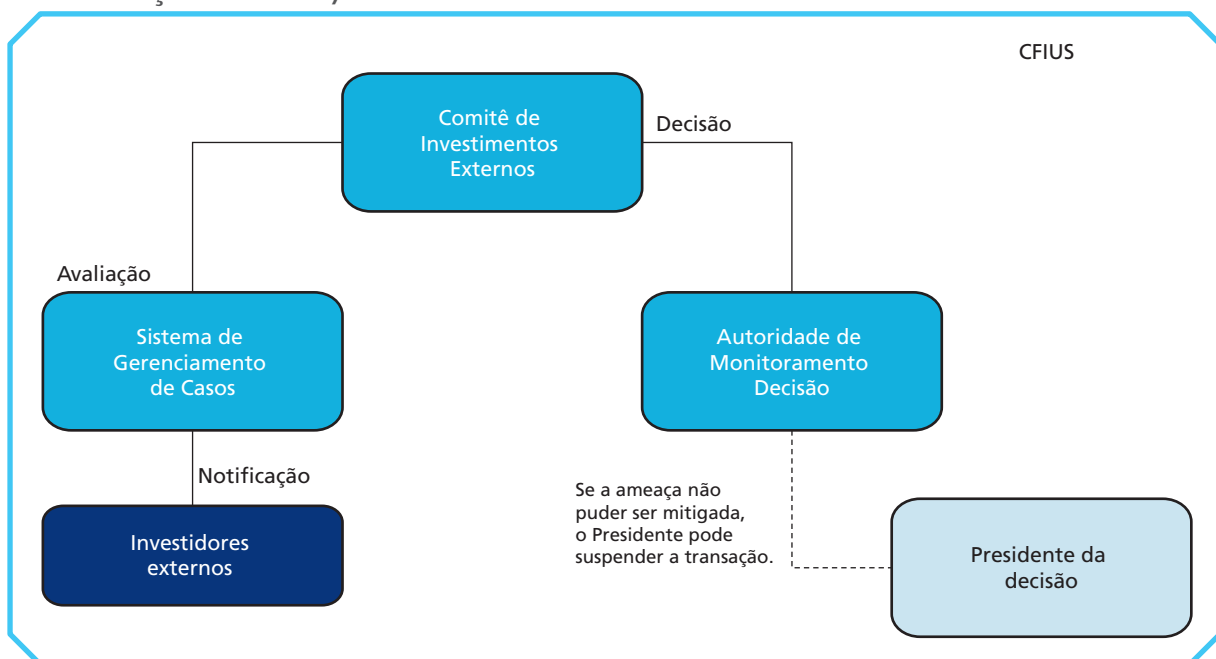 CFIUS
Comitê de
Investimentos
Externos
Decisão
Avaliação
Sistema de
Gerenciamento
de Casos
Autoridade de
Monitoramento
Decisão
Notificação
Investidores
externos
Se a ameaça não
puder ser mitigada,
o Presidente pode
suspender a transação.
Presidente da
decisão